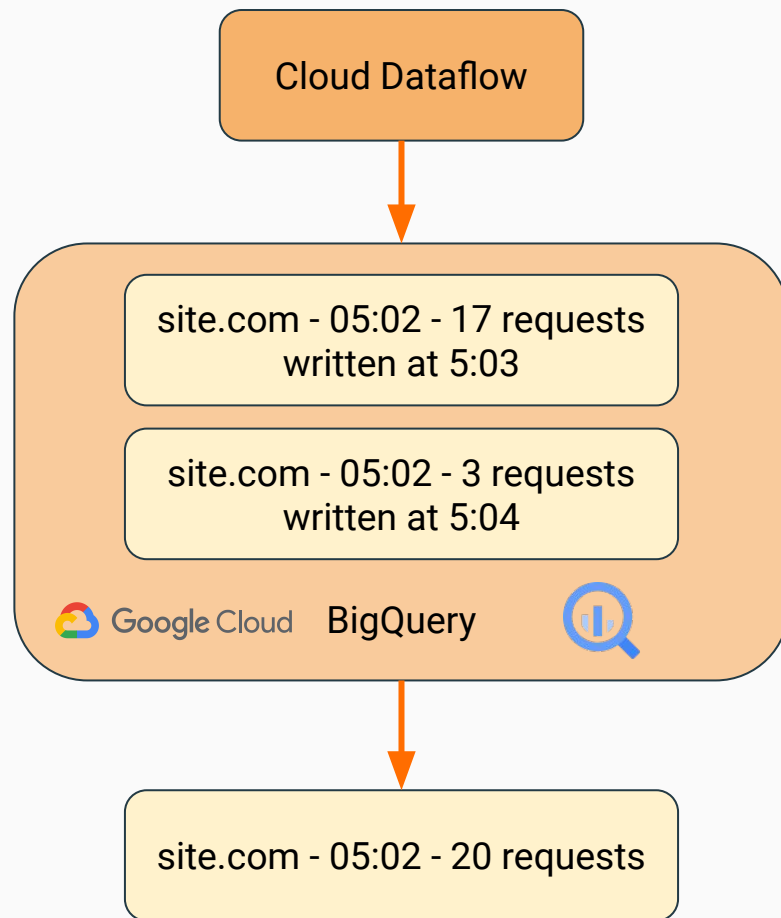 Cloud Dataflow
site.com - 05:02 - 17 requests
written at 5:03
site.com - 05:02 - 3 requests
written at 5:04
Google Cloud BigQuery
site.com - 05:02 - 20 requests